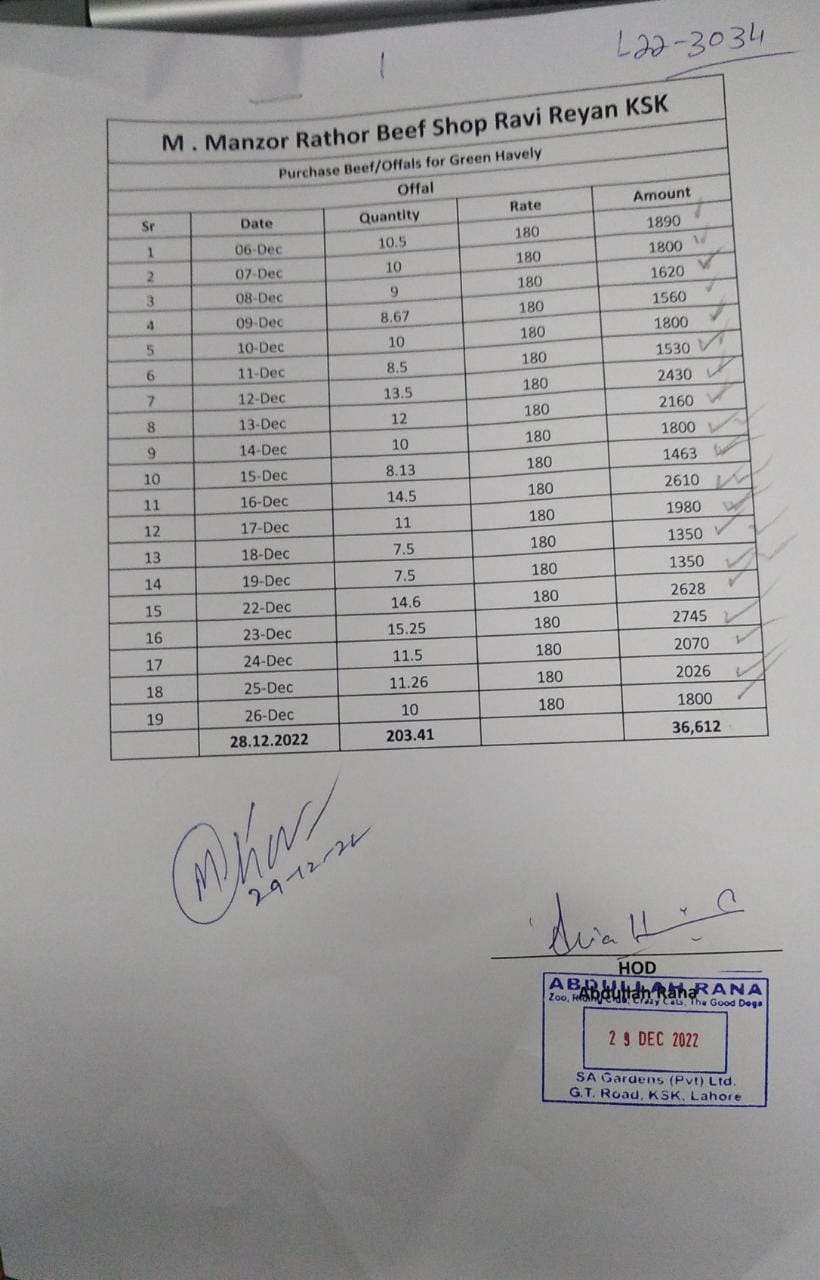 L22-3034
M . Manzor Rathor Beef Shop Ravi Reyan KSK
Purchase Beef/Offals for Green Havely
Offal
Sr Date Quantity Rate Amount
1 06-Dec 10.5 180 1890
2 07-Dec 10 180 1800
3 08-Dec 9 180 1620
4 09-Dec 8.67 180 1560
5 10-Dec 10 180 1800
6 11-Dec 8.5 180 1530
7 12-Dec 13.5 180 2430
8 13-Dec 12 180 2160
9 14-Dec 10 180 1800
10 15-Dec 8.13 180 1463
11 16-Dec 14.5 180 2610
12 17-Dec 11 180 1980
13 18-Dec 7.5 180 1350
14 19-Dec 7.5 180 1350
15 22-Dec 14.6 180 2628
16 23-Dec 15.25 180 2745
17 24-Dec 11.5 180 2070
18 25-Dec 11.26 180 2026
19 26-Dec 10 180 1800
28.12.2022 203.41 36,612
29-12-22
HOD
ABDULLAH RANA
Abdullah Rana
Zoo, Crazy Cats, The Good Dogs
29 DEC 2022
SA Gardens (Pvt) Ltd.
G.T. Road, KSK, Lahore